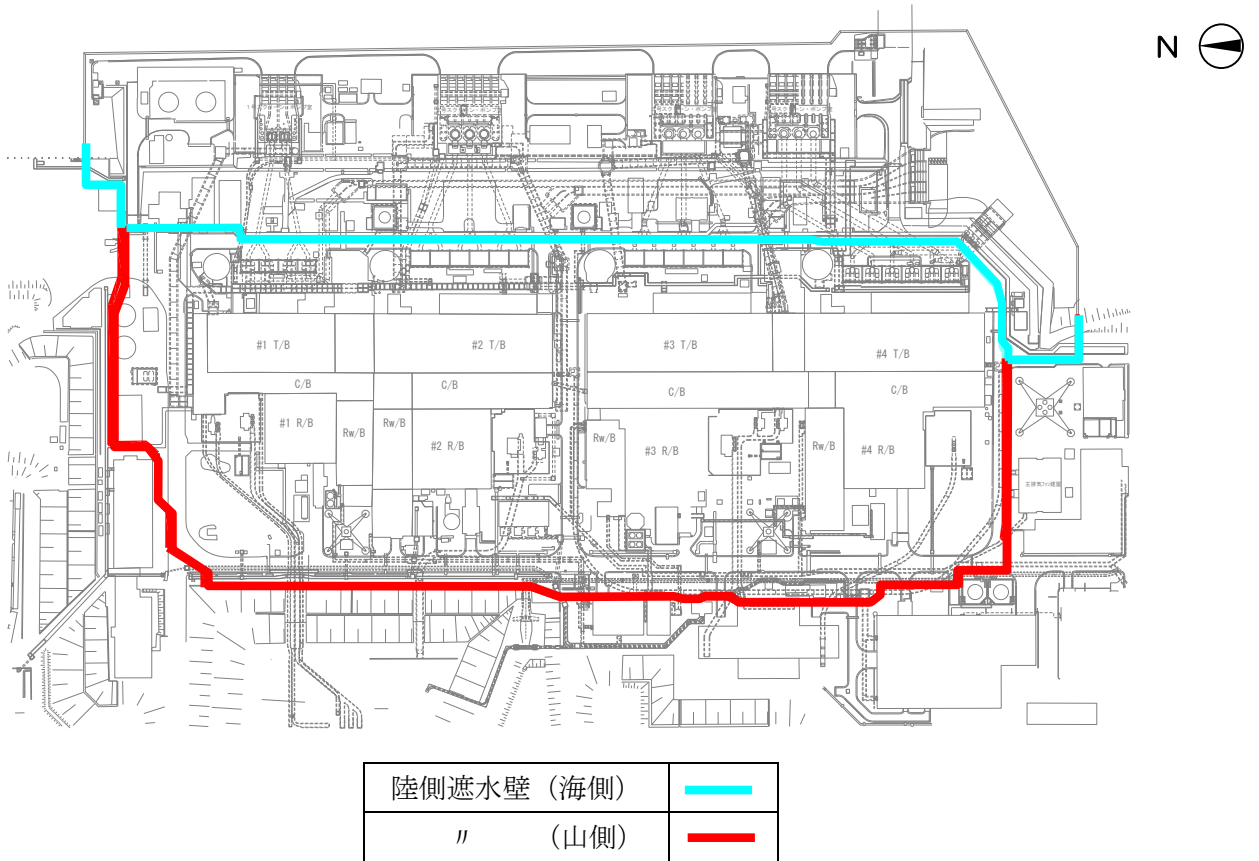 N
#1 T/B
#2 T/B
#3 T/B
#4 T/B
C/B
C/B
C/B
C/B
#1 R/B
Rw/B
Rw/B
#2 R/B
Rw/B
#3 R/B
Rw/B
#4 R/B
陸側遮水壁（海側）
〃 （山側）